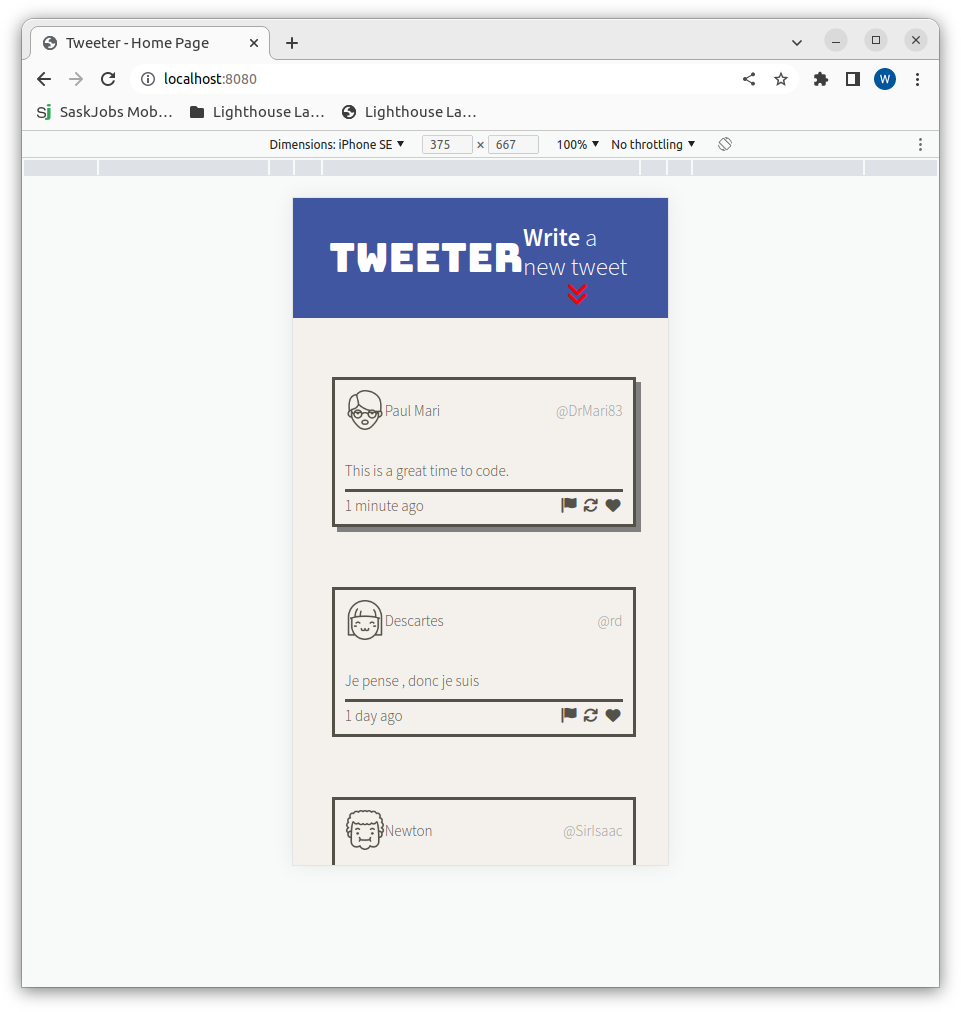 Tweeter - Home Page
localhost:8080
W
Sj SaskJobs Mob... Lighthouse La... Lighthouse La...
Dimensions: iPhone SE 375 × 667 100% No throttling
TWEETER
Write a
new tweet
Paul Mari @DrMari83
This is a great time to code.
1 minute ago
Descartes @rd
Je pense , donc je suis
1 day ago
Newton @SirIsaac